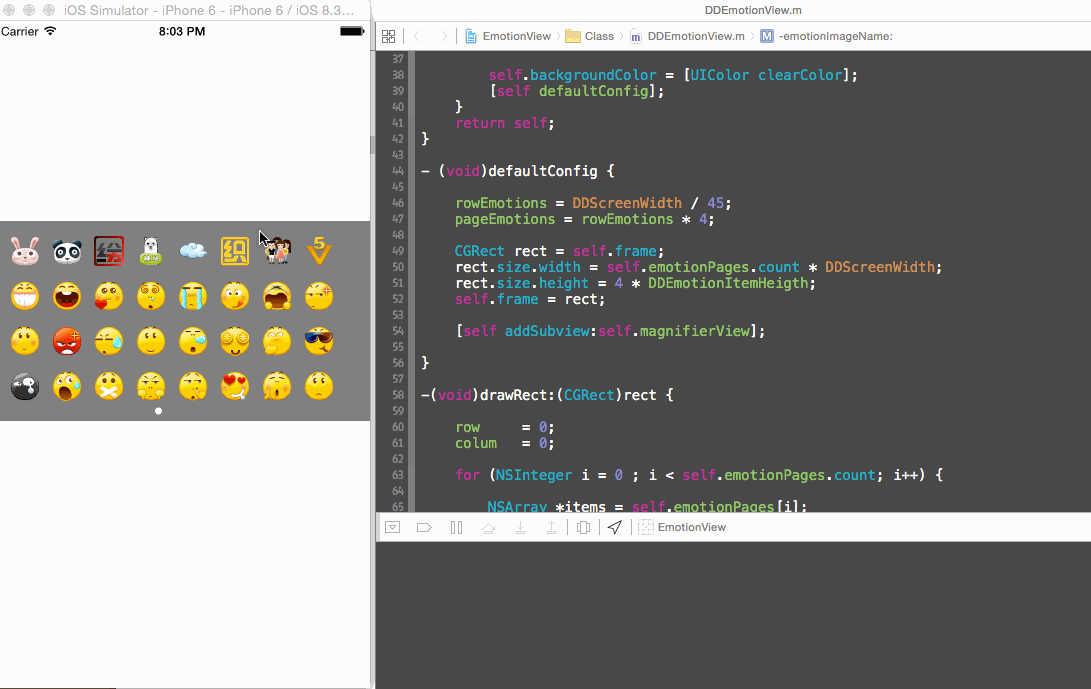 iOS Simulator - iPhone 6 - iPhone 6 / iOS 8.3...
Carrier
8:03 PM
织
5
DDEmotionView.m
EmotionView
Class
m
DDEmotionView.m
M
-emotionImageName:
37
38 self.backgroundColor = [UIColor clearColor];
39 [self defaultConfig];
40 }
41 return self;
42 }
43
44 - (void)defaultConfig {
45
46 rowEmotions = DDScreenWidth / 45;
47 pageEmotions = rowEmotions * 4;
48
49 CGRect rect = self.frame;
50 rect.size.width = self.emotionPages.count * DDScreenWidth;
51 rect.size.height = 4 * DDEmotionItemHeigth;
52 self.frame = rect;
53
54 [self addSubview:self.magnifierView];
55
56 }
57
58 -(void)drawRect:(CGRect)rect {
59
60 row = 0;
61 colum = 0;
62
63 for (NSInteger i = 0 ; i < self.emotionPages.count; i++) {
64
65 NSArray *items = self.emotionPages[i];
EmotionView